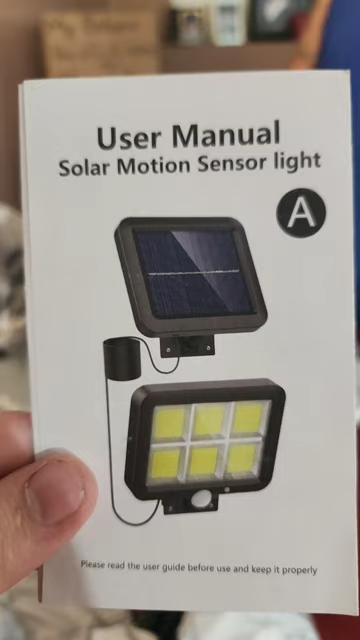 User Manual
Solar Motion Sensor light
A
Please read the user guide before use and keep it properly